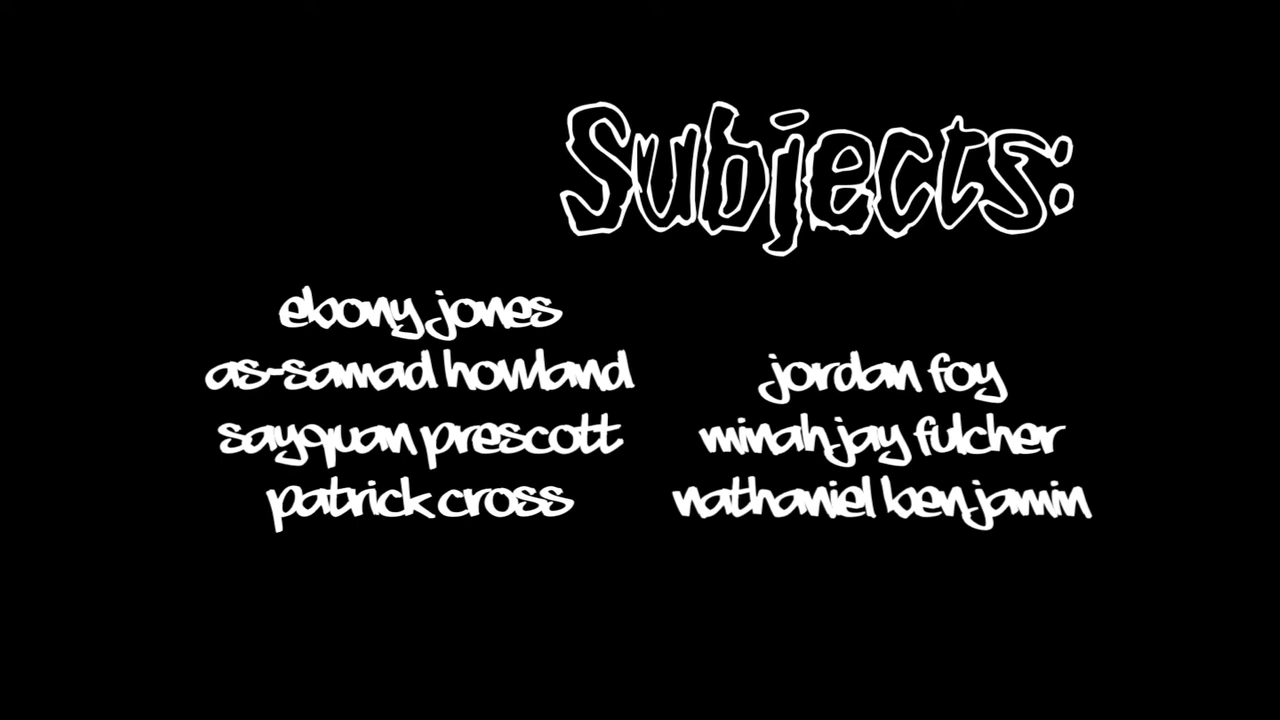 Subjects:
ebony jones
as-samad howland
sayquan prescott
patrick cross
jordan foy
minah jay fulcher
nathaniel benjamin